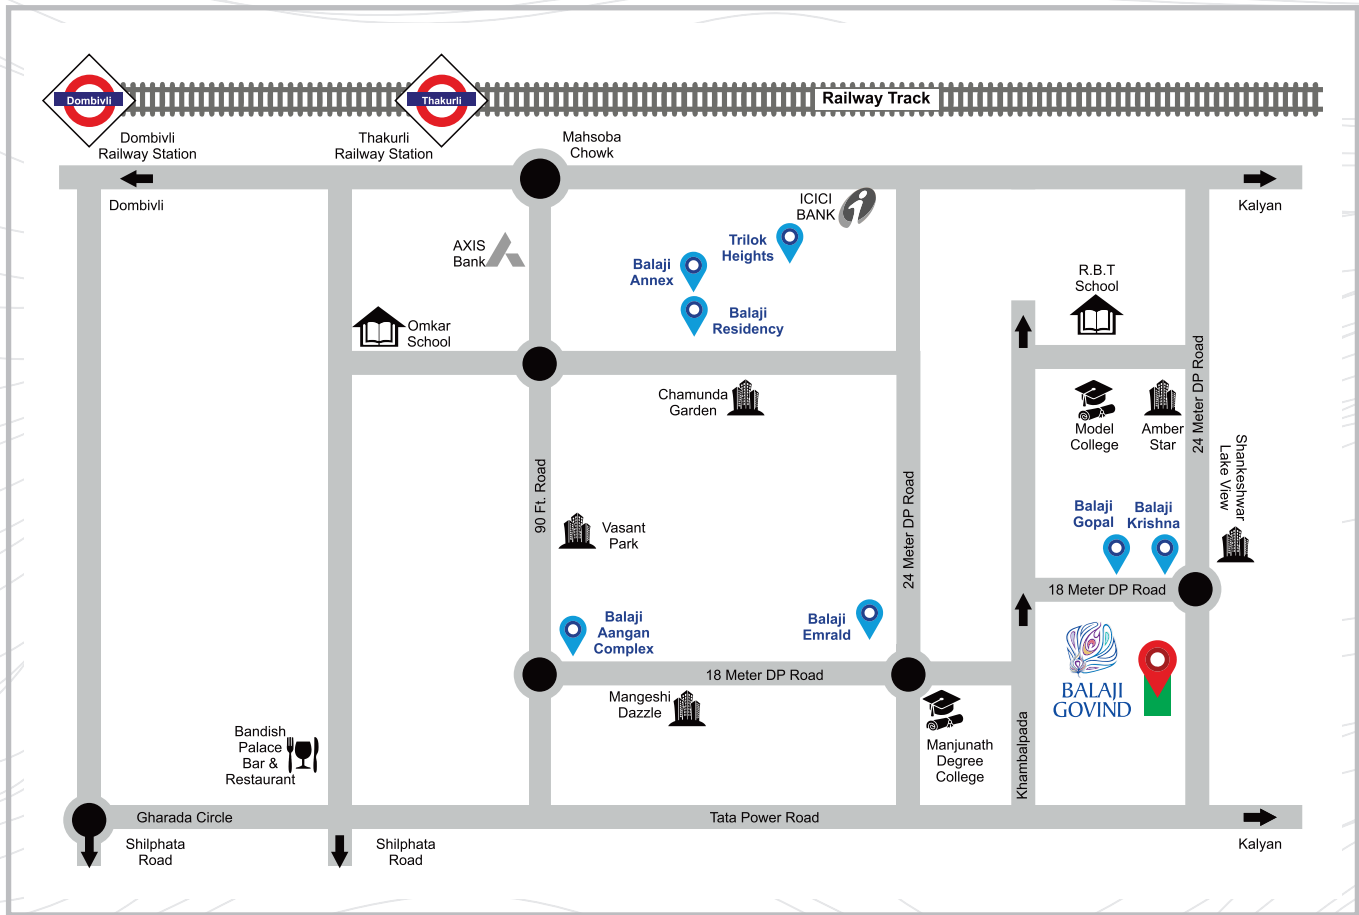 Dombivli
Thakurli
Railway Track
Dombivli
Railway Station
Thakurli
Railway Station
Mahsoba
Chowk
Dombivli
Kalyan
ICICI
BANK
AXIS
Bank
Trilok
Heights
Balaji
Annex
Balaji
Residency
R.B.T
School
Omkar
School
Chamunda
Garden
Model
College
Amber
Star
24 Meter DP Road
Shankeshwar
Lake View
90 Ft. Road
24 Meter DP Road
Vasant
Park
Balaji
Gopal
Balaji
Krishna
18 Meter DP Road
Balaji
Aangan
Complex
Balaji
Emrald
18 Meter DP Road
BALAJI
GOVIND
Mangeshi
Dazzle
Manjunath
Degree
College
Khambalpada
Bandish
Palace
Bar &
Restaurant
Gharada Circle
Tata Power Road
Shilphata
Road
Shilphata
Road
Kalyan